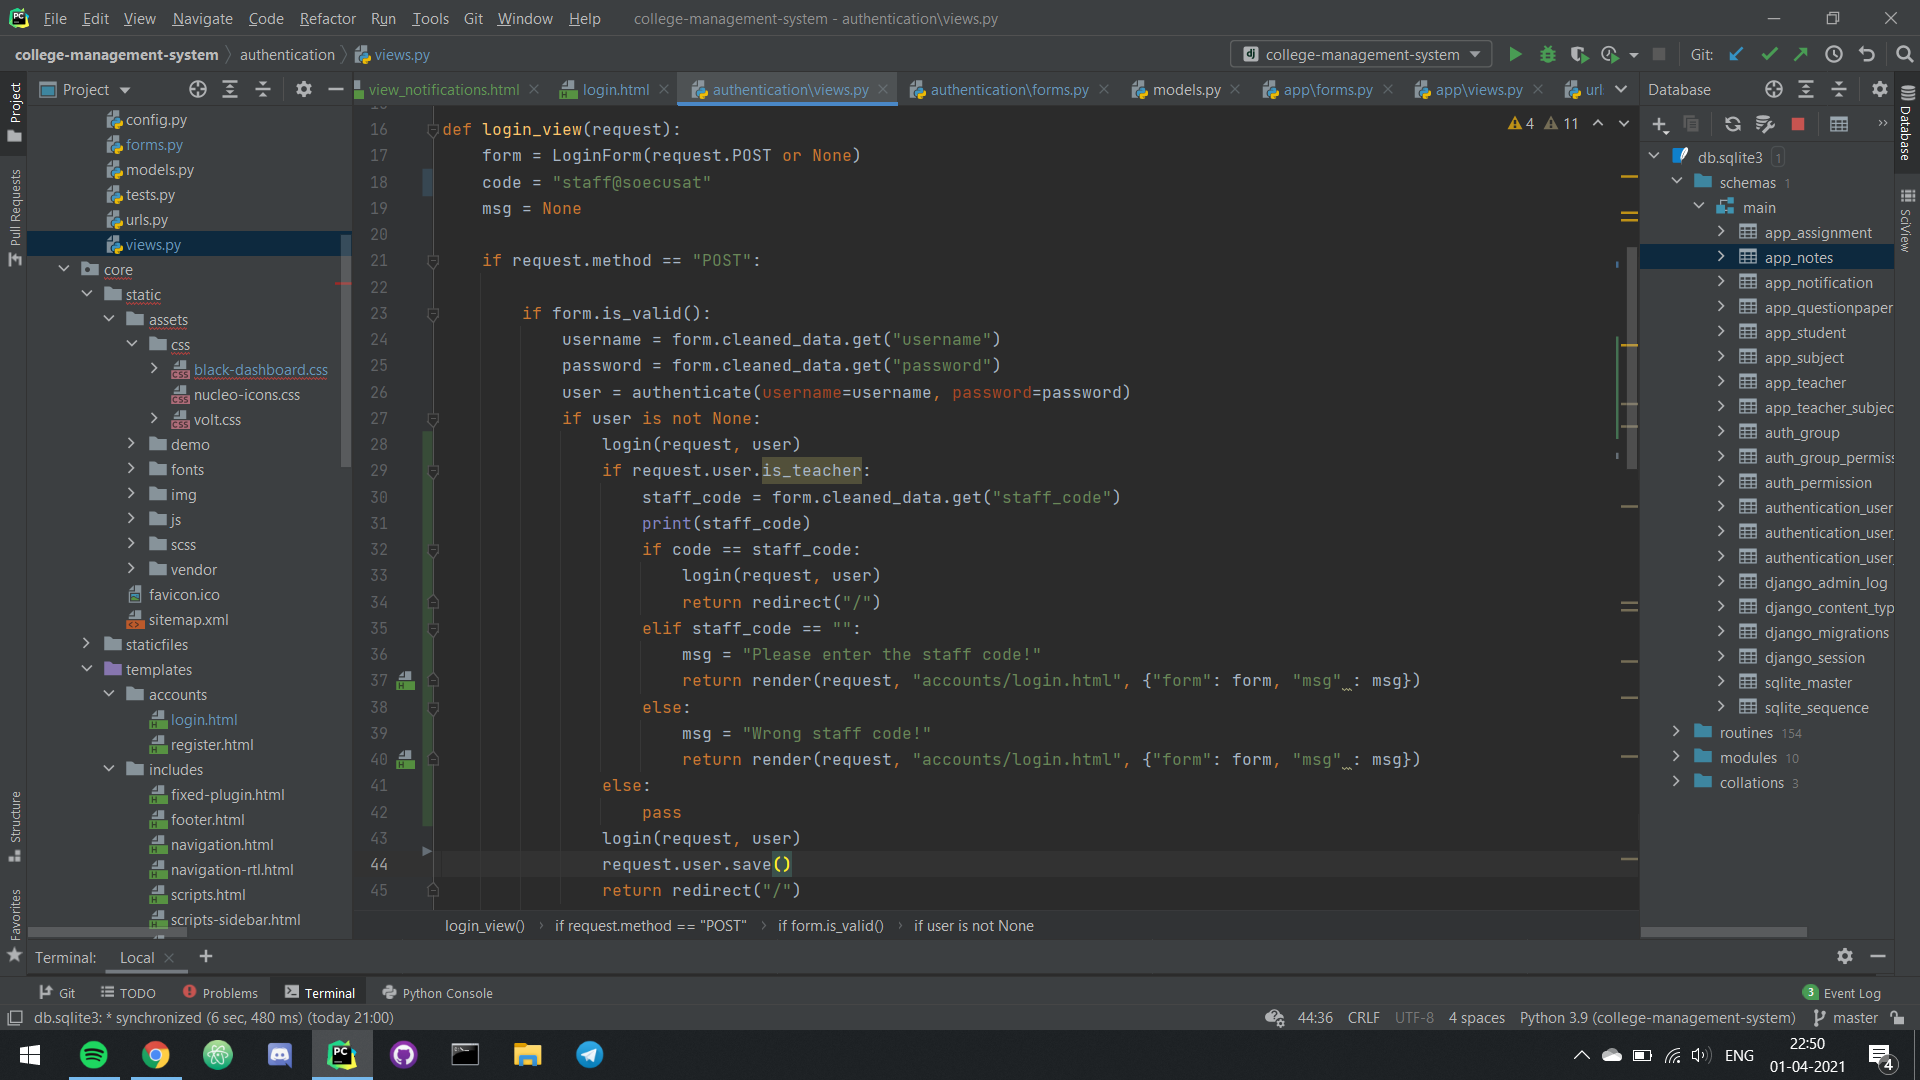 File Edit View Navigate Code Refactor Run Tools Git Window Help college-management-system - authentication\views.py
college-management-system authentication views.py college-management-system Git:
Project view_notifications.html login.html authentication\views.py authentication\forms.py models.py app\forms.py app\views.py url Database
Project
Pull Requests
Structure
Favorites
config.py
forms.py
models.py
tests.py
urls.py
views.py
core
static
assets
css
black-dashboard.css
nucleo-icons.css
volt.css
demo
fonts
img
js
scss
vendor
favicon.ico
sitemap.xml
staticfiles
templates
accounts
login.html
register.html
includes
fixed-plugin.html
footer.html
navigation.html
navigation-rtl.html
scripts.html
scripts-sidebar.html
4 11
16 def login_view(request):
17 form = LoginForm(request.POST or None)
18 code = "staff@soecusat"
19 msg = None
20
21 if request.method == "POST":
22
23 if form.is_valid():
24 username = form.cleaned_data.get("username")
25 password = form.cleaned_data.get("password")
26 user = authenticate(username=username, password=password)
27 if user is not None:
28 login(request, user)
29 if request.user.is_teacher:
30 staff_code = form.cleaned_data.get("staff_code")
31 print(staff_code)
32 if code == staff_code:
33 login(request, user)
34 return redirect("/")
35 elif staff_code == "":
36 msg = "Please enter the staff code!"
37 return render(request, "accounts/login.html", {"form": form, "msg" : msg})
38 else:
39 msg = "Wrong staff code!"
40 return render(request, "accounts/login.html", {"form": form, "msg" : msg})
41 else:
42 pass
43 login(request, user)
44 request.user.save()
45 return redirect("/")
login_view() if request.method == "POST" if form.is_valid() if user is not None
db.sqlite3 1
schemas 1
main
app_assignment
app_notes
app_notification
app_questionpaper
app_student
app_subject
app_teacher
app_teacher_subjec
auth_group
auth_group_permiss
auth_permission
authentication_user
authentication_user_
authentication_user_
django_admin_log
django_content_typ
django_migrations
django_session
sqlite_master
sqlite_sequence
routines 154
modules 10
collations 3
Database
SciView
Terminal: Local
Git TODO Problems Terminal Python Console 3 Event Log
db.sqlite3: * synchronized (6 sec, 480 ms) (today 21:00) 44:36 CRLF UTF-8 4 spaces Python 3.9 (college-management-system) master
ENG 22:50
01-04-2021 4